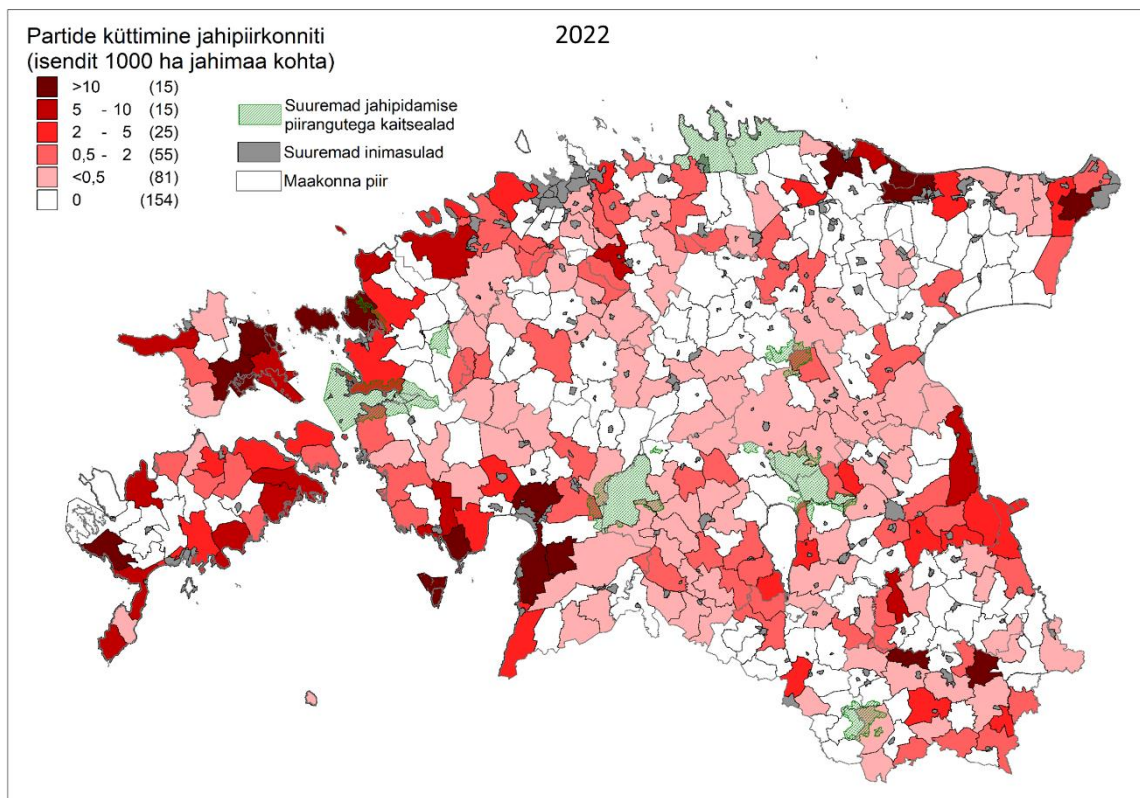 2022
Partide küttimine jahipiirkonniti
(isendit 1000 ha jahimaa kohta)
>10 (15)
5 - 10 (15)
2 - 5 (25)
0,5 - 2 (55)
<0,5 (81)
0 (154)
Suuremad jahipidamise
piirangutega kaitsealad
Suuremad inimasulad
Maakonna piir